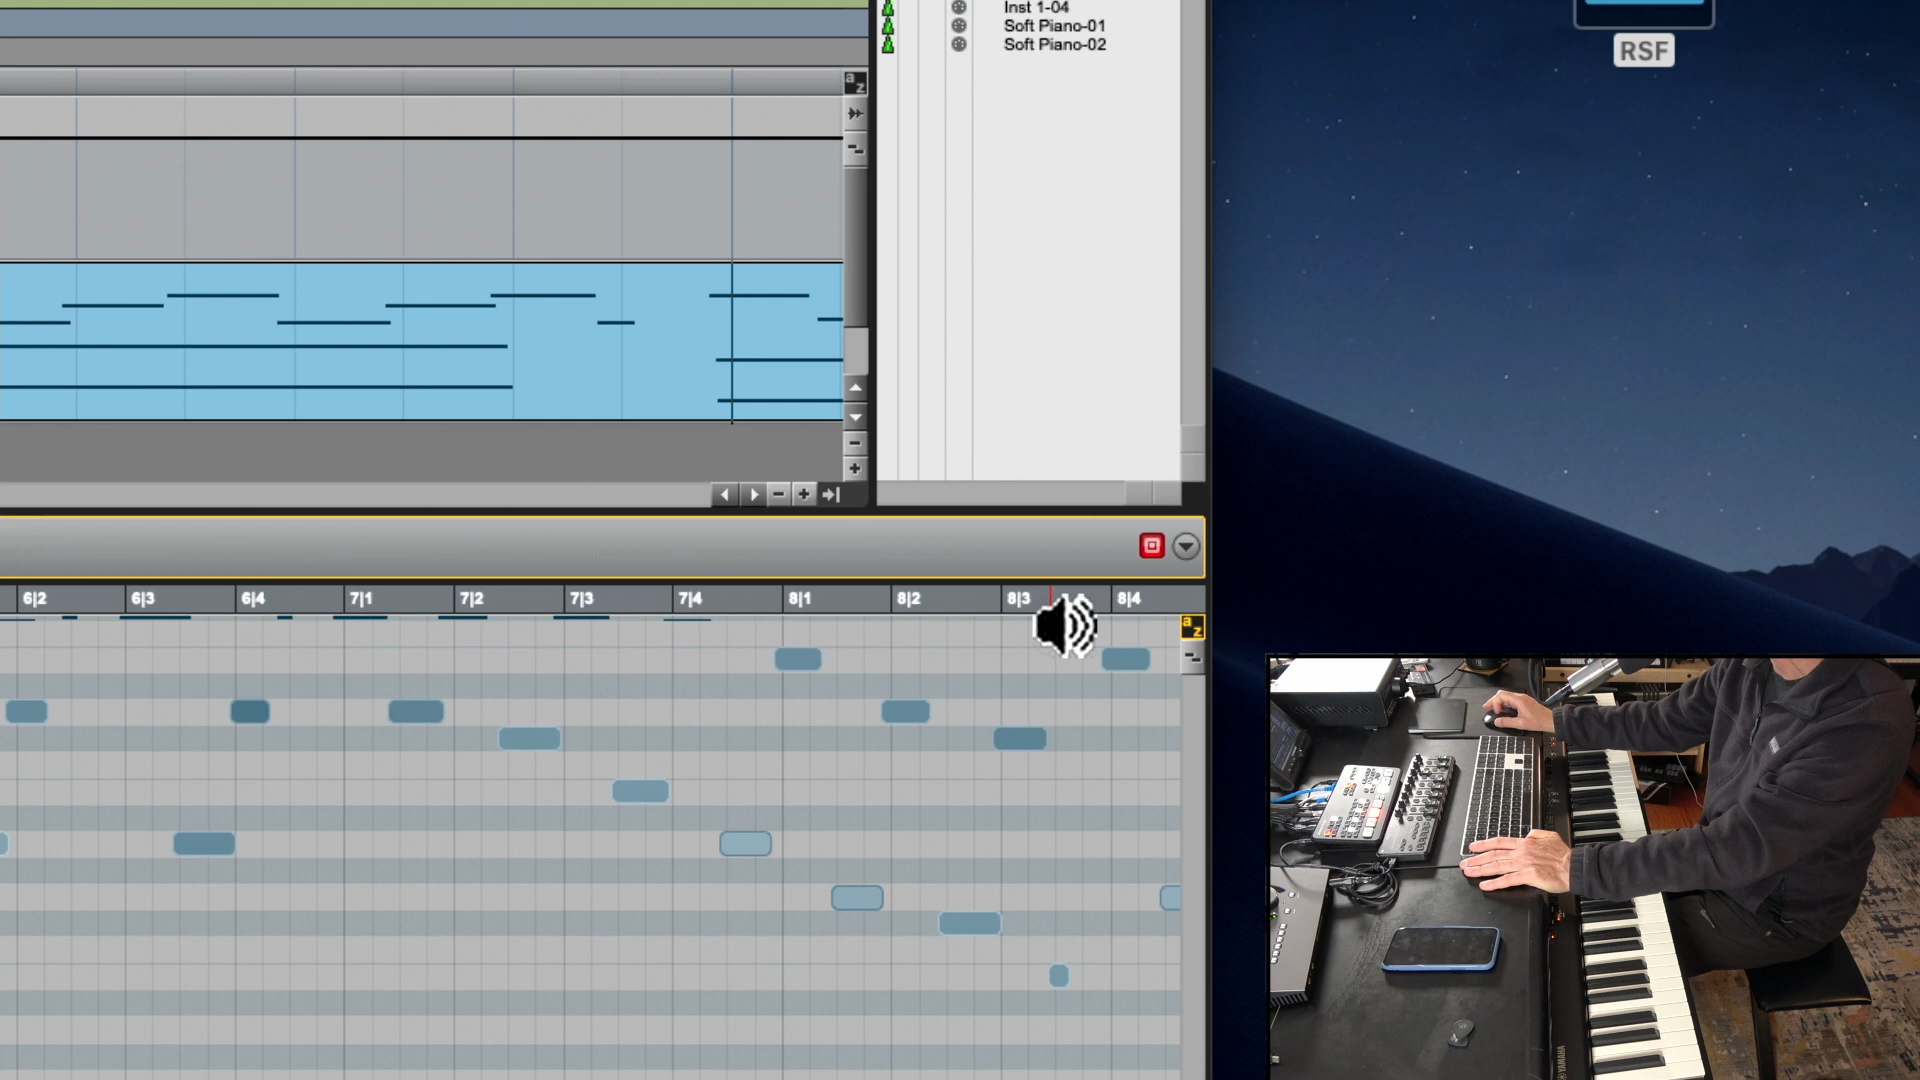 Inst 1-04
Soft Piano-01
Soft Piano-02
RSF
a z
6|2 6|3 6|4 7|1 7|2 7|3 7|4 8|1 8|2 8|3 8|4
a z
YAMAHA